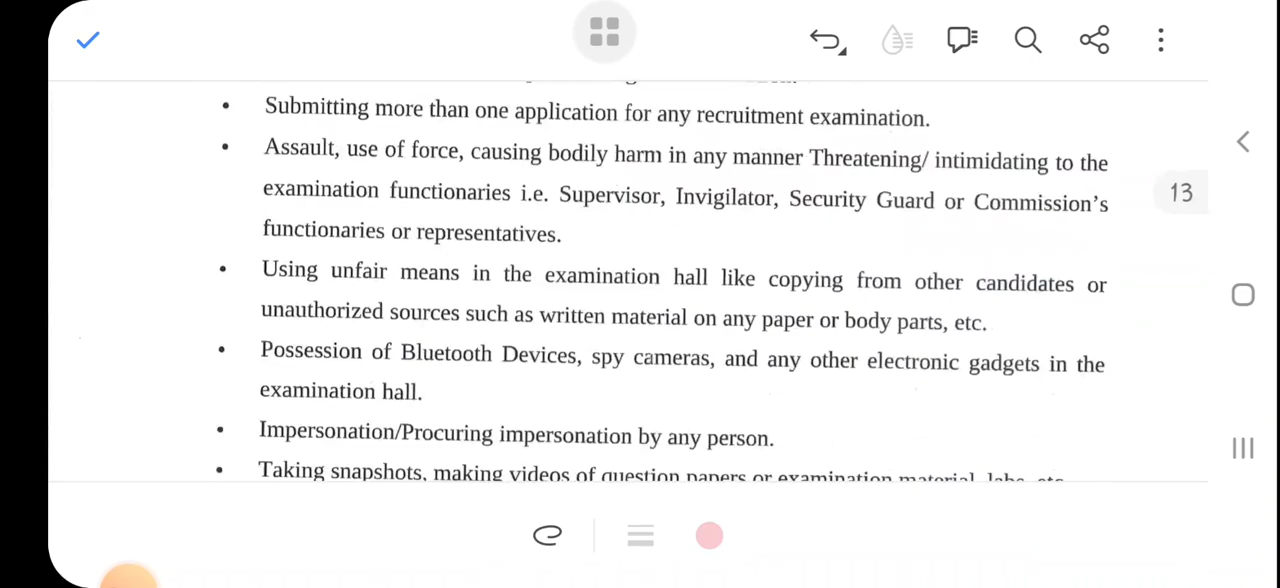 • Submitting more than one application for any recruitment examination.
• Assault, use of force, causing bodily harm in any manner Threatening/ intimidating to the
examination functionaries i.e. Supervisor, Invigilator, Security Guard or Commission's
functionaries or representatives.
13
• Using unfair means in the examination hall like copying from other candidates or
unauthorized sources such as written material on any paper or body parts, etc.
• Possession of Bluetooth Devices, spy cameras, and any other electronic gadgets in the
examination hall.
• Impersonation/Procuring impersonation by any person.
• Taking snapshots, making videos of question papers or examination material, labs, etc.